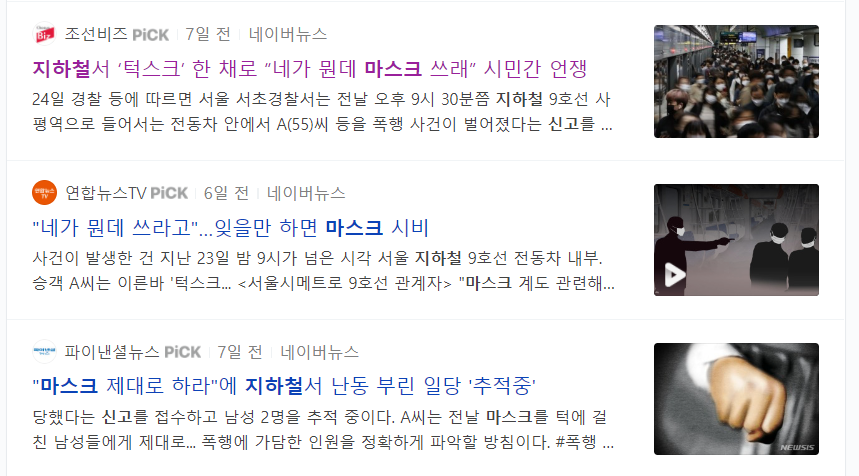 조선비즈 PiCK 7일 전 네이버뉴스
지하철서 ‘턱스크’ 한 채로 “네가 뭔데 마스크 쓰래” 시민간 언쟁
24일 경찰 등에 따르면 서울 서초경찰서는 전날 오후 9시 30분쯤 지하철 9호선 사
평역으로 들어서는 전동차 안에서 A(55)씨 등을 폭행 사건이 벌어졌다는 신고를 ...
연합뉴스TV PiCK 6일 전 네이버뉴스
"네가 뭔데 쓰라고"…잊을만 하면 마스크 시비
사건이 발생한 건 지난 23일 밤 9시가 넘은 시각 서울 지하철 9호선 전동차 내부.
승객 A씨는 이른바 '턱스크... <서울시메트로 9호선 관계자> "마스크 계도 관련해...
파이낸셜뉴스 PiCK 7일 전 네이버뉴스
"마스크 제대로 하라"에 지하철서 난동 부린 일당 '추적중'
당했다는 신고를 접수하고 남성 2명을 추적 중이다. A씨는 전날 마스크를 턱에 걸
친 남성들에게 제대로... 폭행에 가담한 인원을 정확하게 파악할 방침이다. #폭행 ...
NEWSIS